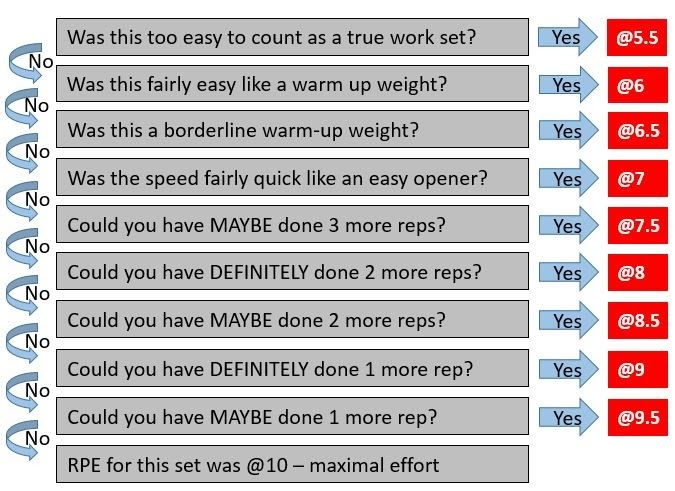 Was this too easy to count as a true work set? Yes @5.5
No
Was this fairly easy like a warm up weight? Yes @6
No
Was this a borderline warm-up weight? Yes @6.5
No
Was the speed fairly quick like an easy opener? Yes @7
No
Could you have MAYBE done 3 more reps? Yes @7.5
No
Could you have DEFINITELY done 2 more reps? Yes @8
No
Could you have MAYBE done 2 more reps? Yes @8.5
No
Could you have DEFINITELY done 1 more rep? Yes @9
No
Could you have MAYBE done 1 more rep? Yes @9.5
No
RPE for this set was @10 – maximal effort